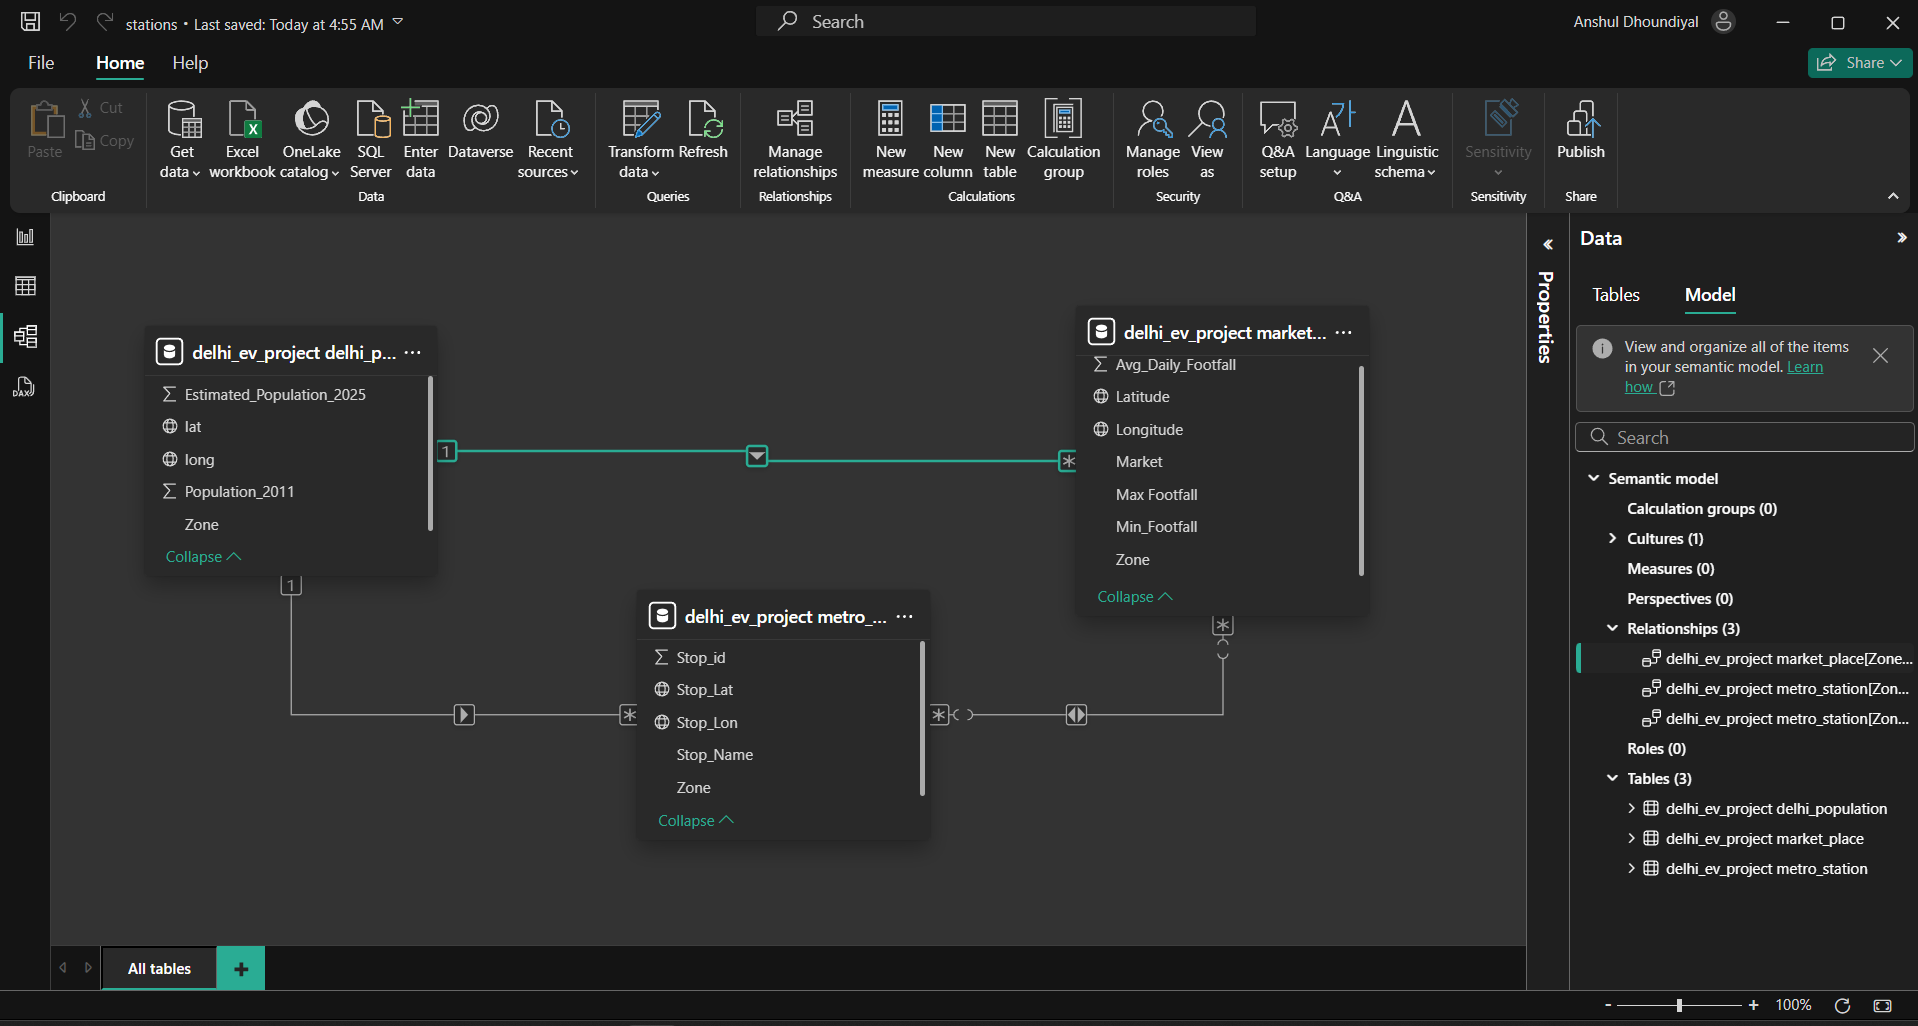 stations • Last saved: Today at 4:55 AM
Search
Anshul Dhoundiyal
File
Home
Help
Share
Paste
Cut
Copy
Clipboard
Get data
Excel workbook
OneLake catalog
SQL Server
Enter data
Dataverse
Recent sources
Data
Transform data
Refresh
Queries
Manage relationships
Relationships
New measure
New column
New table
Calculation group
Calculations
Manage roles
View as
Security
Q&A setup
Language
Linguistic schema
Q&A
Sensitivity
Sensitivity
Publish
Share
DAX
delhi_ev_project delhi_p...
Estimated_Population_2025
lat
long
Population_2011
Zone
Collapse
1
1
*
delhi_ev_project market...
Avg_Daily_Footfall
Latitude
Longitude
Market
Max Footfall
Min_Footfall
Zone
Collapse
*
delhi_ev_project metro_...
Stop_id
Stop_Lat
Stop_Lon
Stop_Name
Zone
Collapse
*
*
Properties
Data
Tables
Model
View and organize all of the items
in your semantic model. Learn
how
Search
Semantic model
Calculation groups (0)
Cultures (1)
Measures (0)
Perspectives (0)
Relationships (3)
delhi_ev_project market_place[Zone...
delhi_ev_project metro_station[Zon...
delhi_ev_project metro_station[Zon...
Roles (0)
Tables (3)
delhi_ev_project delhi_population
delhi_ev_project market_place
delhi_ev_project metro_station
All tables
+
- + 100%